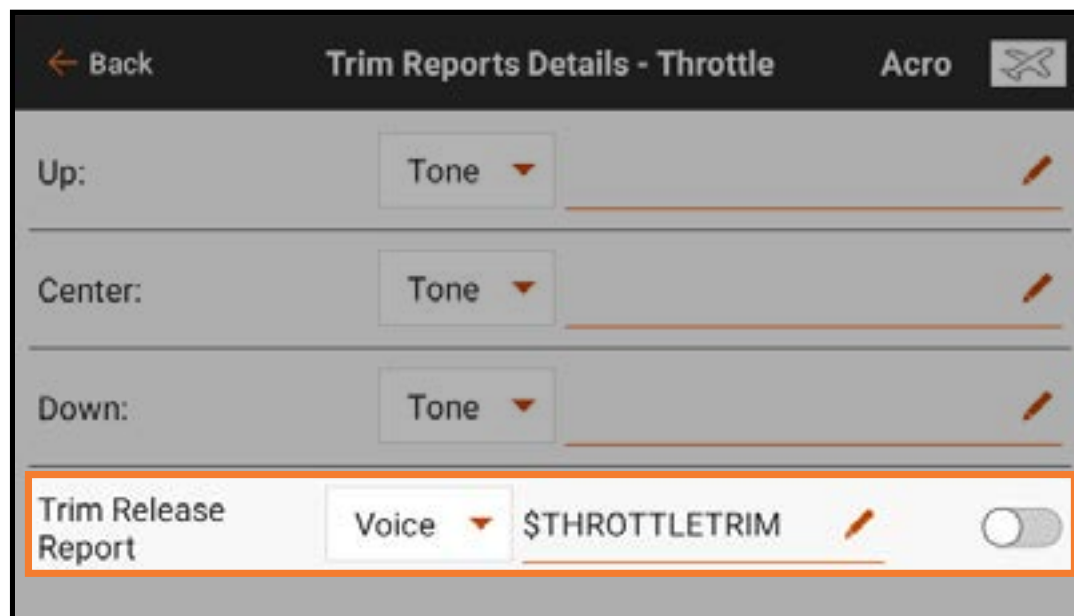 Back Trim Reports Details - Throttle Acro
Up: Tone
Center: Tone
Down: Tone
Trim Release
Report Voice $THROTTLETRIM